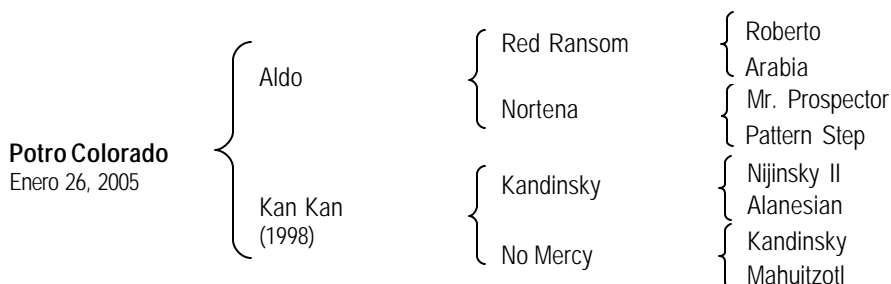 Potro Colorado
Enero 26, 2005
Aldo
Kan Kan
(1998)
Red Ransom
Nortena
Kandinsky
No Mercy
Roberto
Arabia
Mr. Prospector
Pattern Step
Nijinsky II
Alanesian
Kandinsky
Mahuitzotl